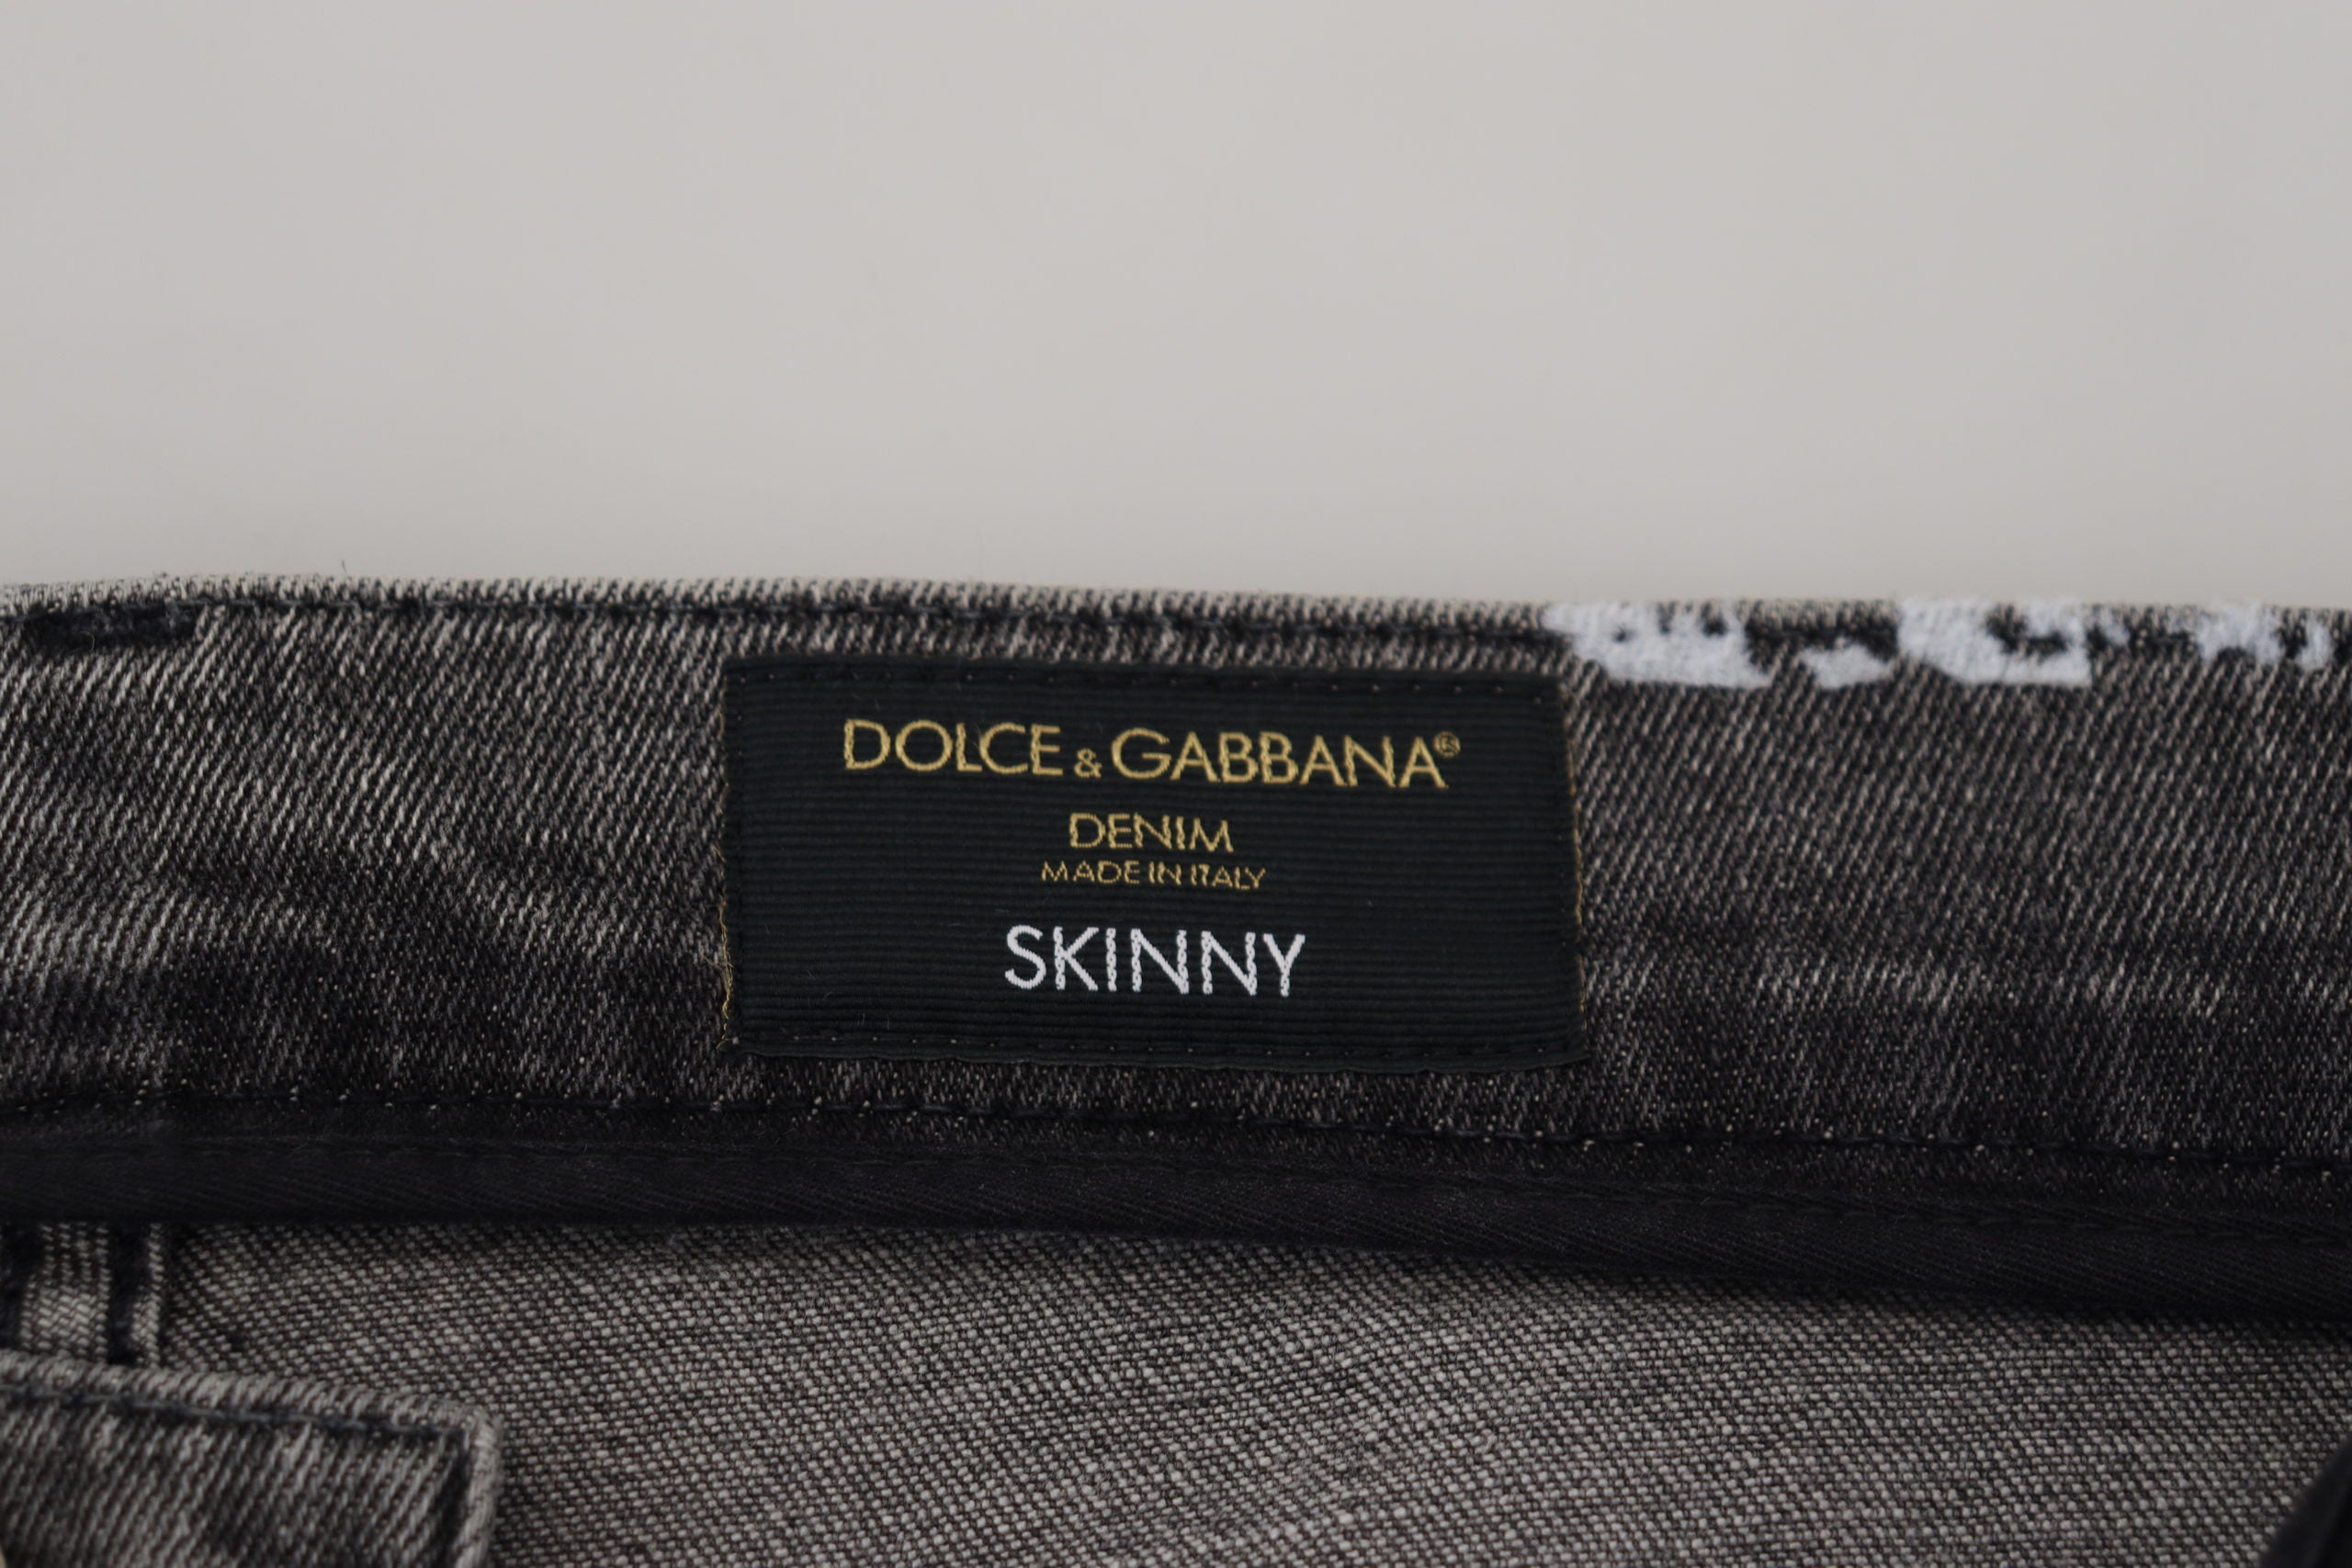 DOLCE & GABBANA®
DENIM
MADE IN ITALY
SKINNY